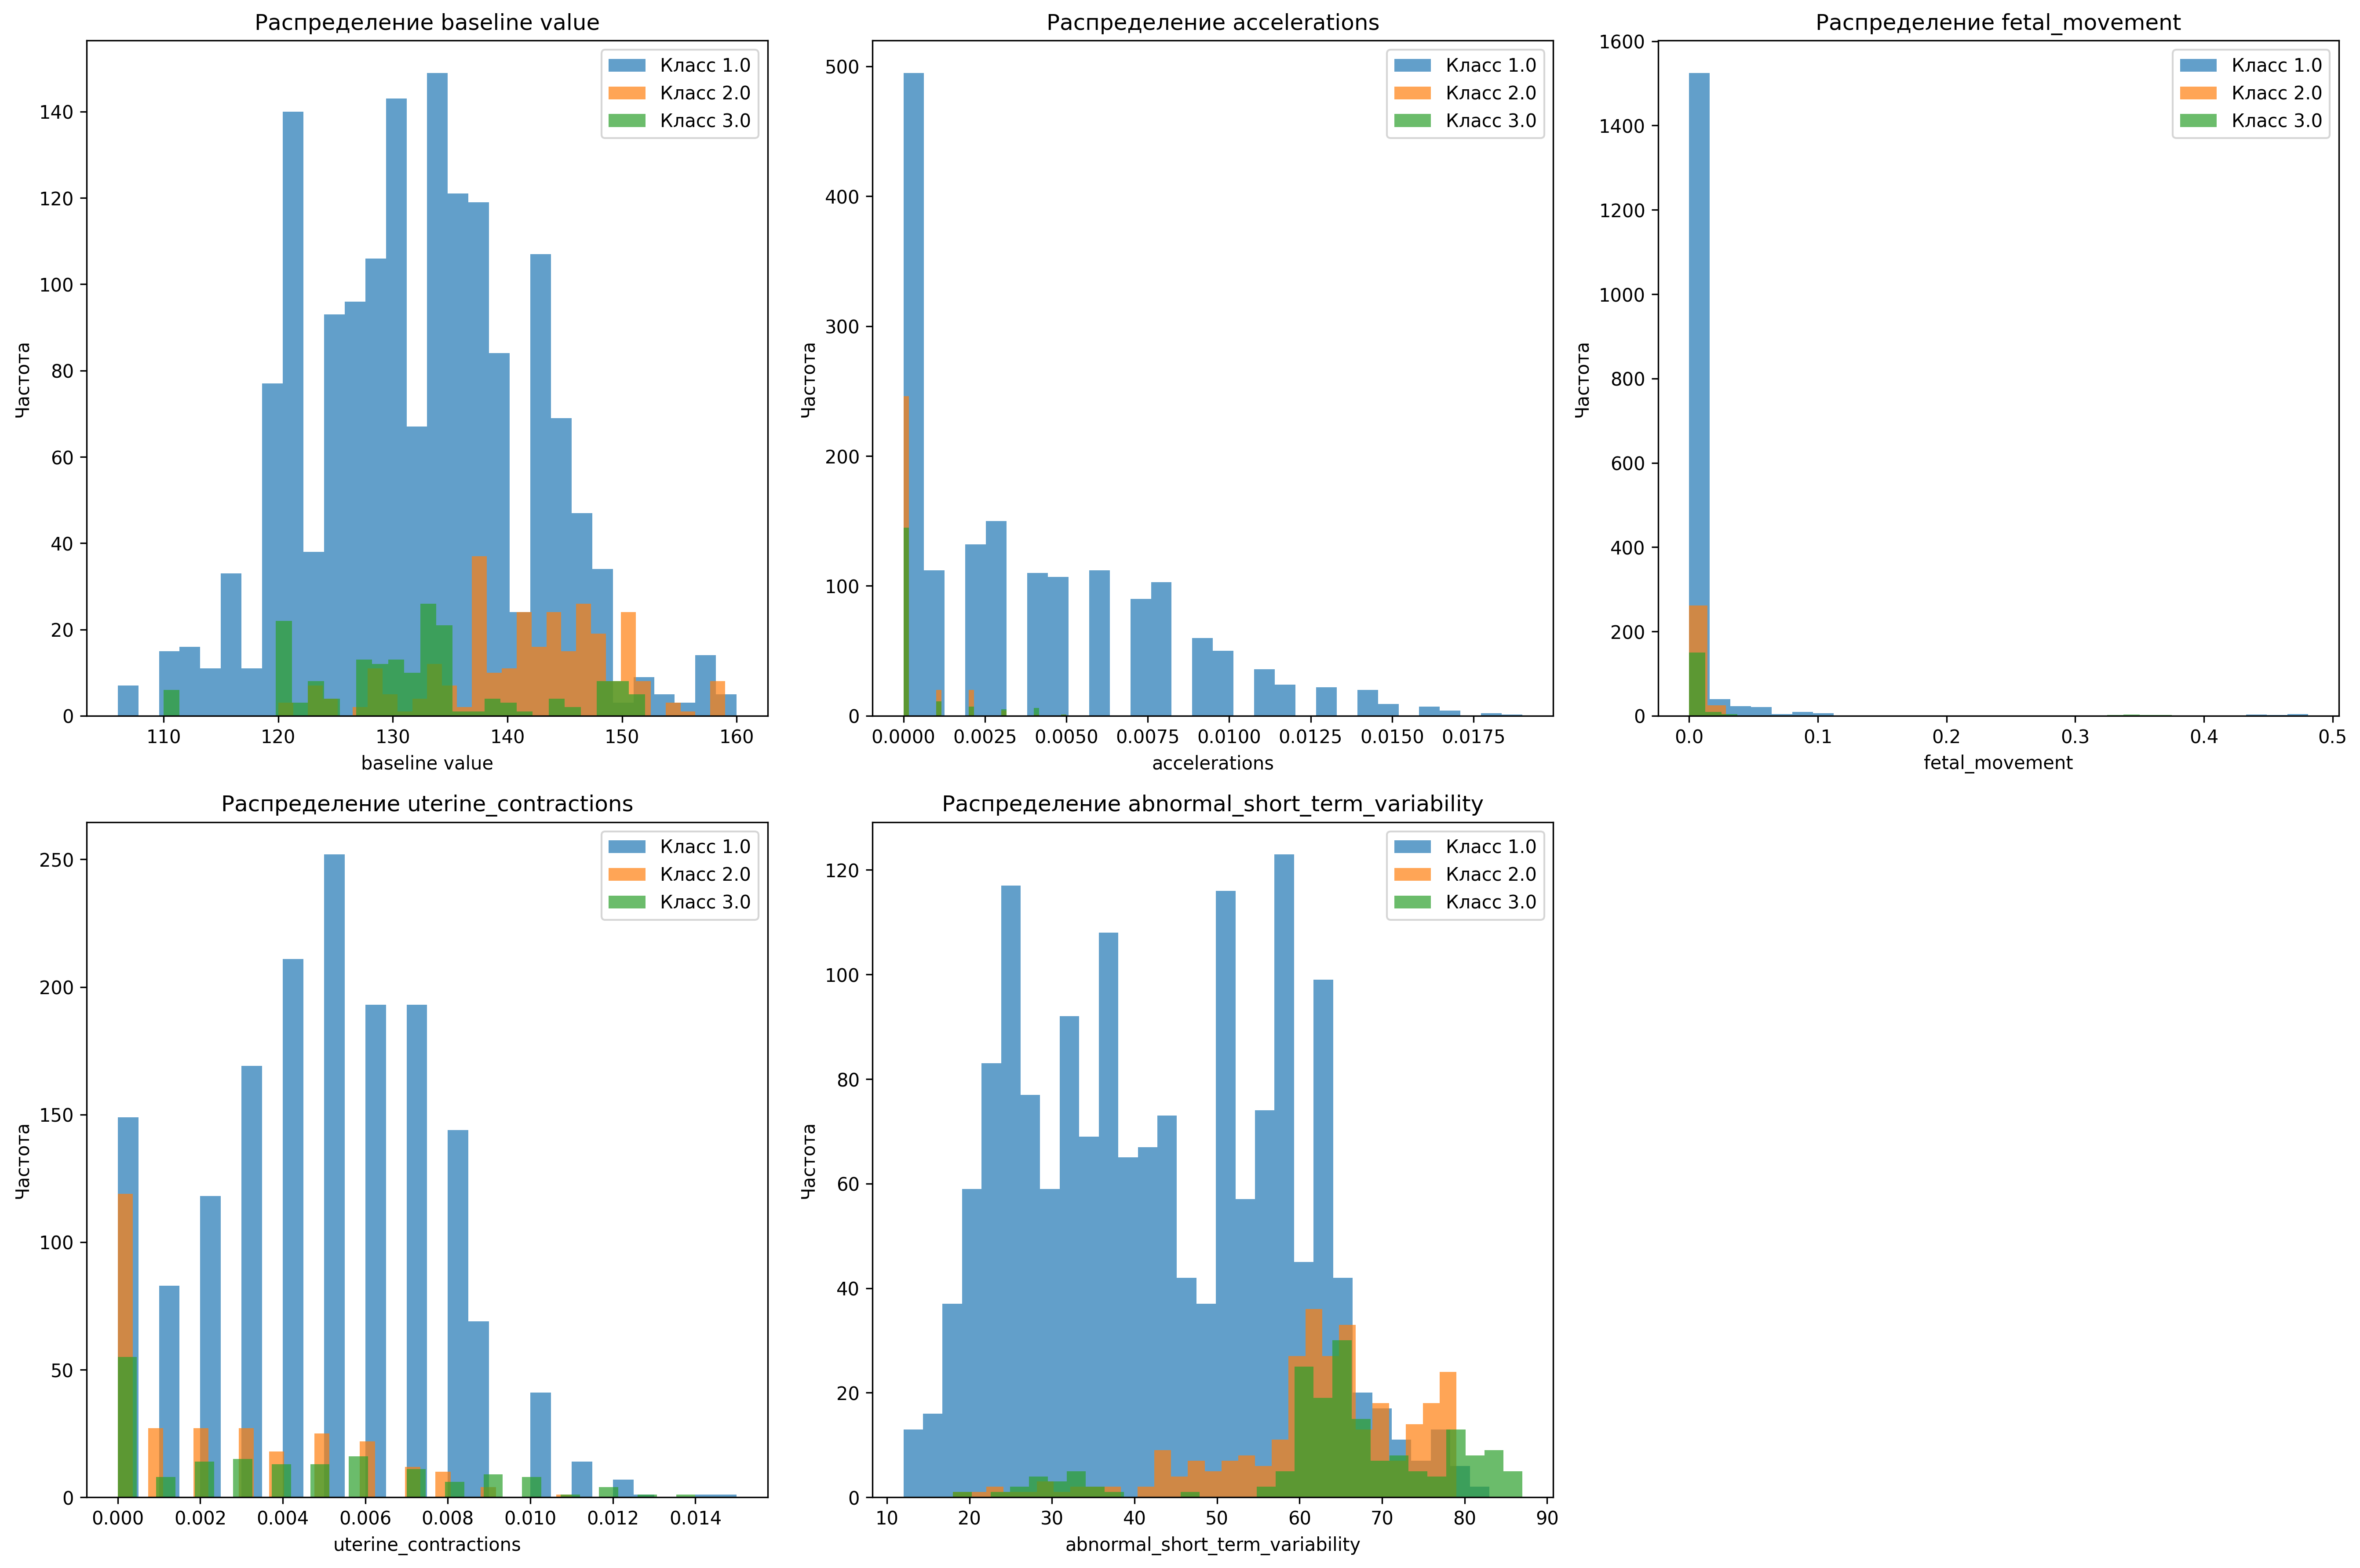 Распределение baseline value
Частота
140
120
100
80
60
40
20
0
110 120 130 140 150 160
baseline value
Класс 1.0
Класс 2.0
Класс 3.0
Распределение accelerations
Частота
500
400
300
200
100
0
0.0000 0.0025 0.0050 0.0075 0.0100 0.0125 0.0150 0.0175
accelerations
Класс 1.0
Класс 2.0
Класс 3.0
Распределение fetal_movement
Частота
1600
1400
1200
1000
800
600
400
200
0
0.0 0.1 0.2 0.3 0.4 0.5
fetal_movement
Класс 1.0
Класс 2.0
Класс 3.0
Распределение uterine_contractions
Частота
250
200
150
100
50
0
0.000 0.002 0.004 0.006 0.008 0.010 0.012 0.014
uterine_contractions
Класс 1.0
Класс 2.0
Класс 3.0
Распределение abnormal_short_term_variability
Частота
120
100
80
60
40
20
0
10 20 30 40 50 60 70 80 90
abnormal_short_term_variability
Класс 1.0
Класс 2.0
Класс 3.0